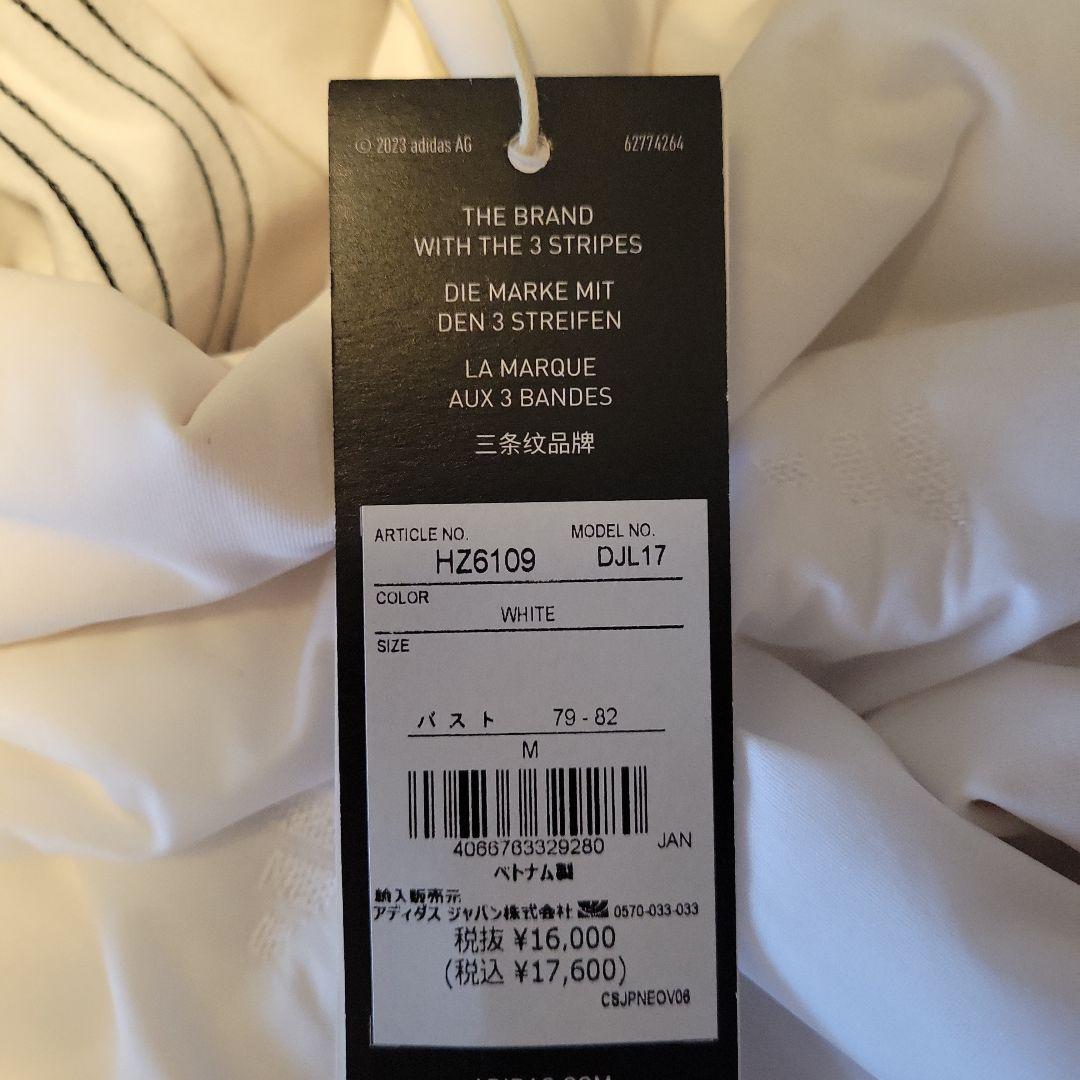 © 2023 adidas AG 62774264
THE BRAND
WITH THE 3 STRIPES
DIE MARKE MIT
DEN 3 STREIFEN
LA MARQUE
AUX 3 BANDES
三条纹品牌
ARTICLE NO. MODEL NO.
HZ6109 DJL17
COLOR
WHITE
SIZE
バスト 79 - 82
M
4066763329280 JAN
ベトナム製
輸入販売元
アディダス ジャパン株式会社 0570-033-033
税抜 ¥16,000
(税込 ¥17,600)
CSJPNEOV06
ADIDAS.COM